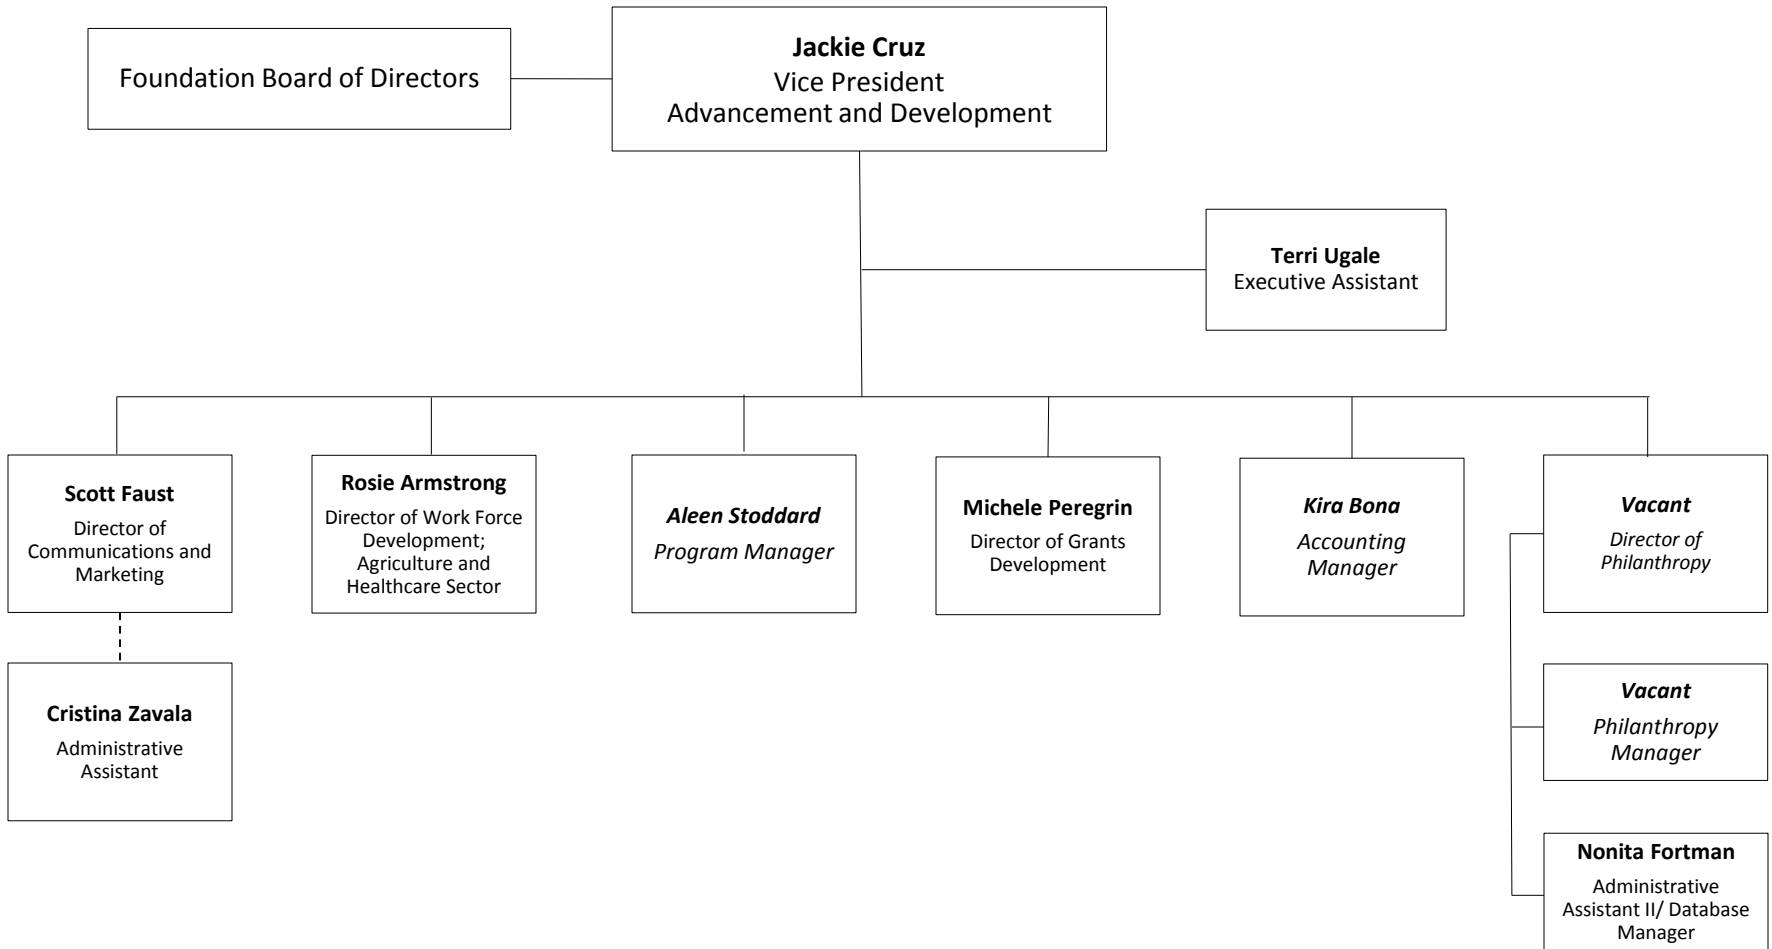 Foundation Board of Directors
Jackie Cruz
Vice President
Advancement and Development
Terri Ugale
Executive Assistant
Scott Faust
Director of
Communications and
Marketing
Rosie Armstrong
Director of Work Force
Development;
Agriculture and
Healthcare Sector
Aleen Stoddard
Program Manager
Michele Peregrin
Director of Grants
Development
Kira Bona
Accounting
Manager
Vacant
Director of
Philanthropy
Cristina Zavala
Administrative
Assistant
Vacant
Philanthropy
Manager
Nonita Fortman
Administrative
Assistant II/ Database
Manager